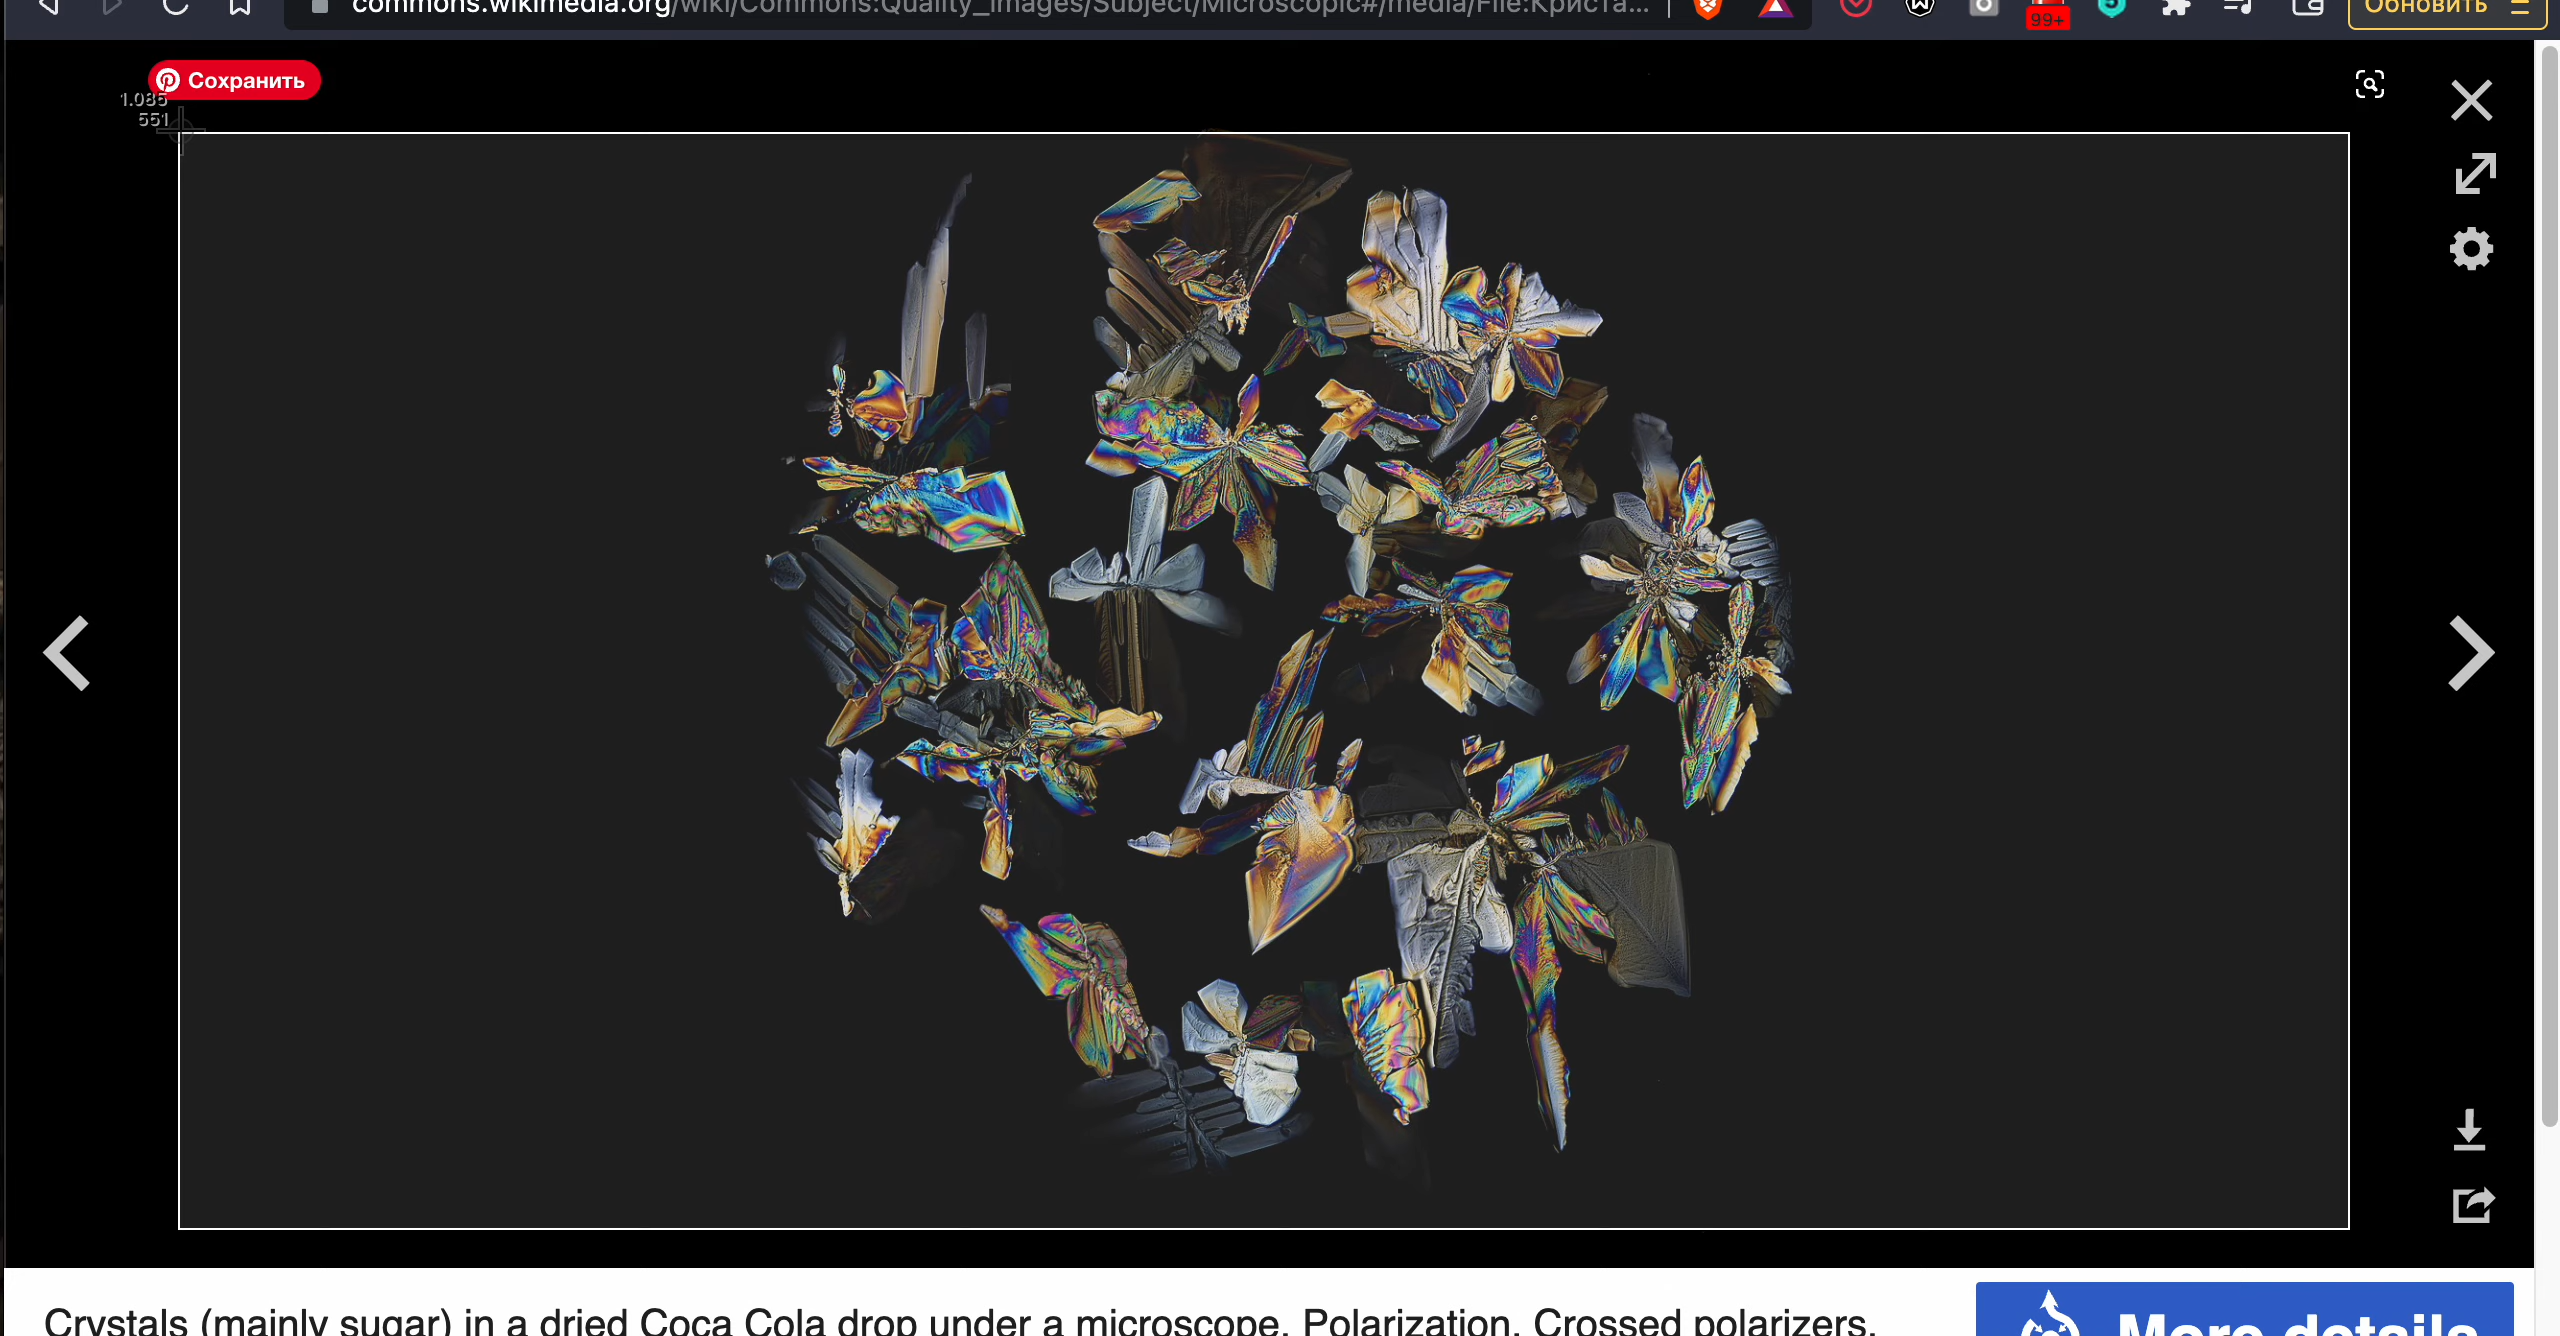 commons.wikimedia.org/wiki/Commons:Quality_images/Subject/Microscopic#/media/File:Криста...
99+
Обновить
Сохранить
1.085
551
Crystals (mainly sugar) in a dried Coca Cola drop under a microscope. Polarization. Crossed polarizers.
More details